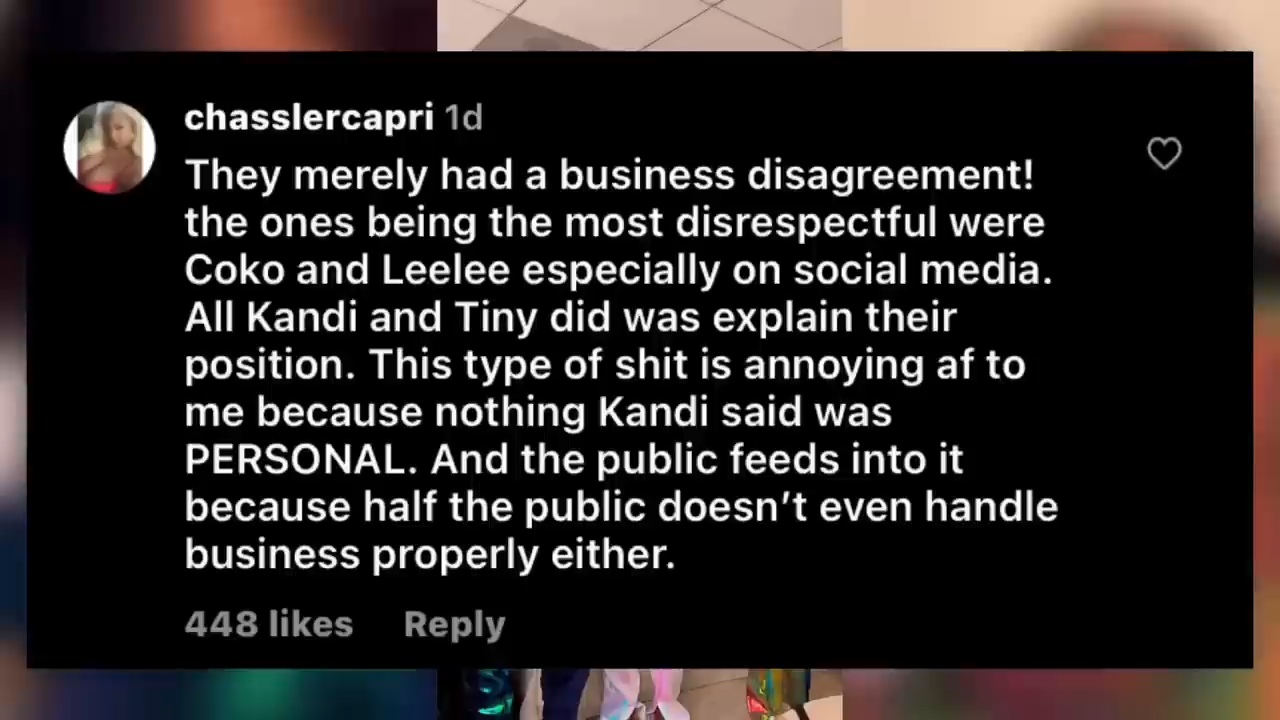 chasslercapri 1d
They merely had a business disagreement!
the ones being the most disrespectful were
Coko and Leelee especially on social media.
All Kandi and Tiny did was explain their
position. This type of shit is annoying af to
me because nothing Kandi said was
PERSONAL. And the public feeds into it
because half the public doesn’t even handle
business properly either.
448 likes Reply